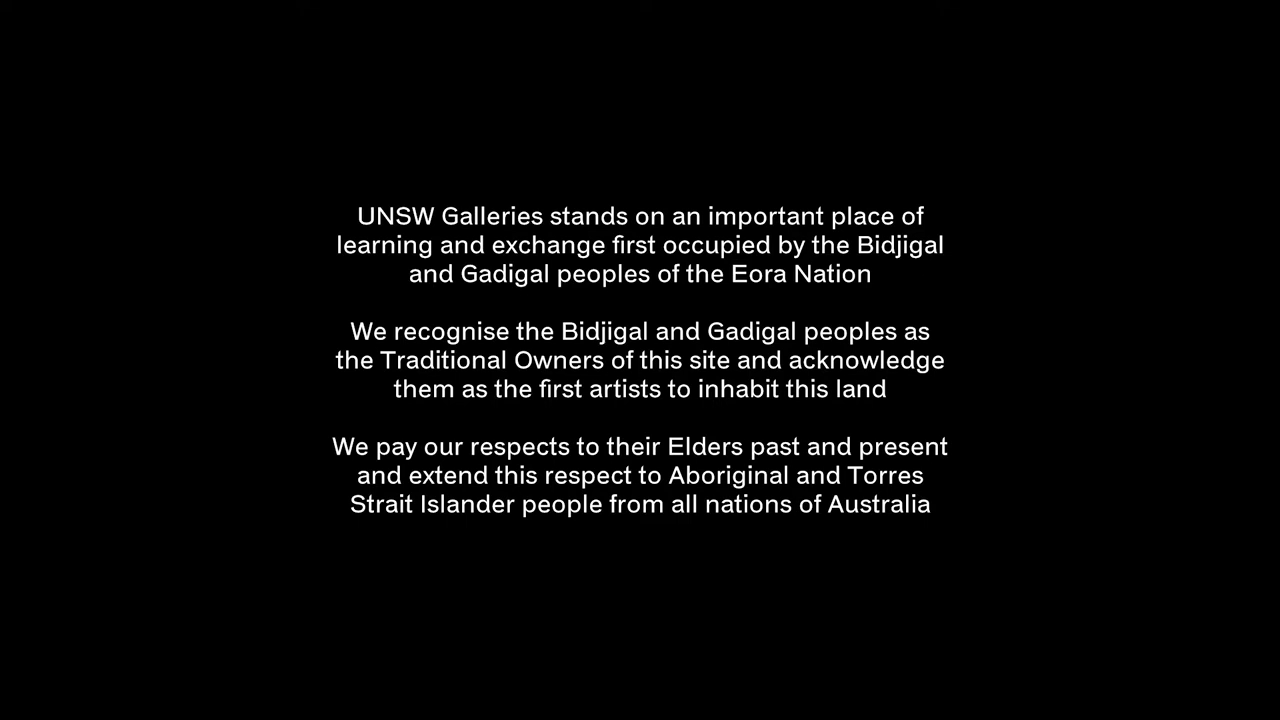 UNSW Galleries stands on an important place of
learning and exchange first occupied by the Bidjigal
and Gadigal peoples of the Eora Nation
We recognise the Bidjigal and Gadigal peoples as
the Traditional Owners of this site and acknowledge
them as the first artists to inhabit this land
We pay our respects to their Elders past and present
and extend this respect to Aboriginal and Torres
Strait Islander people from all nations of Australia